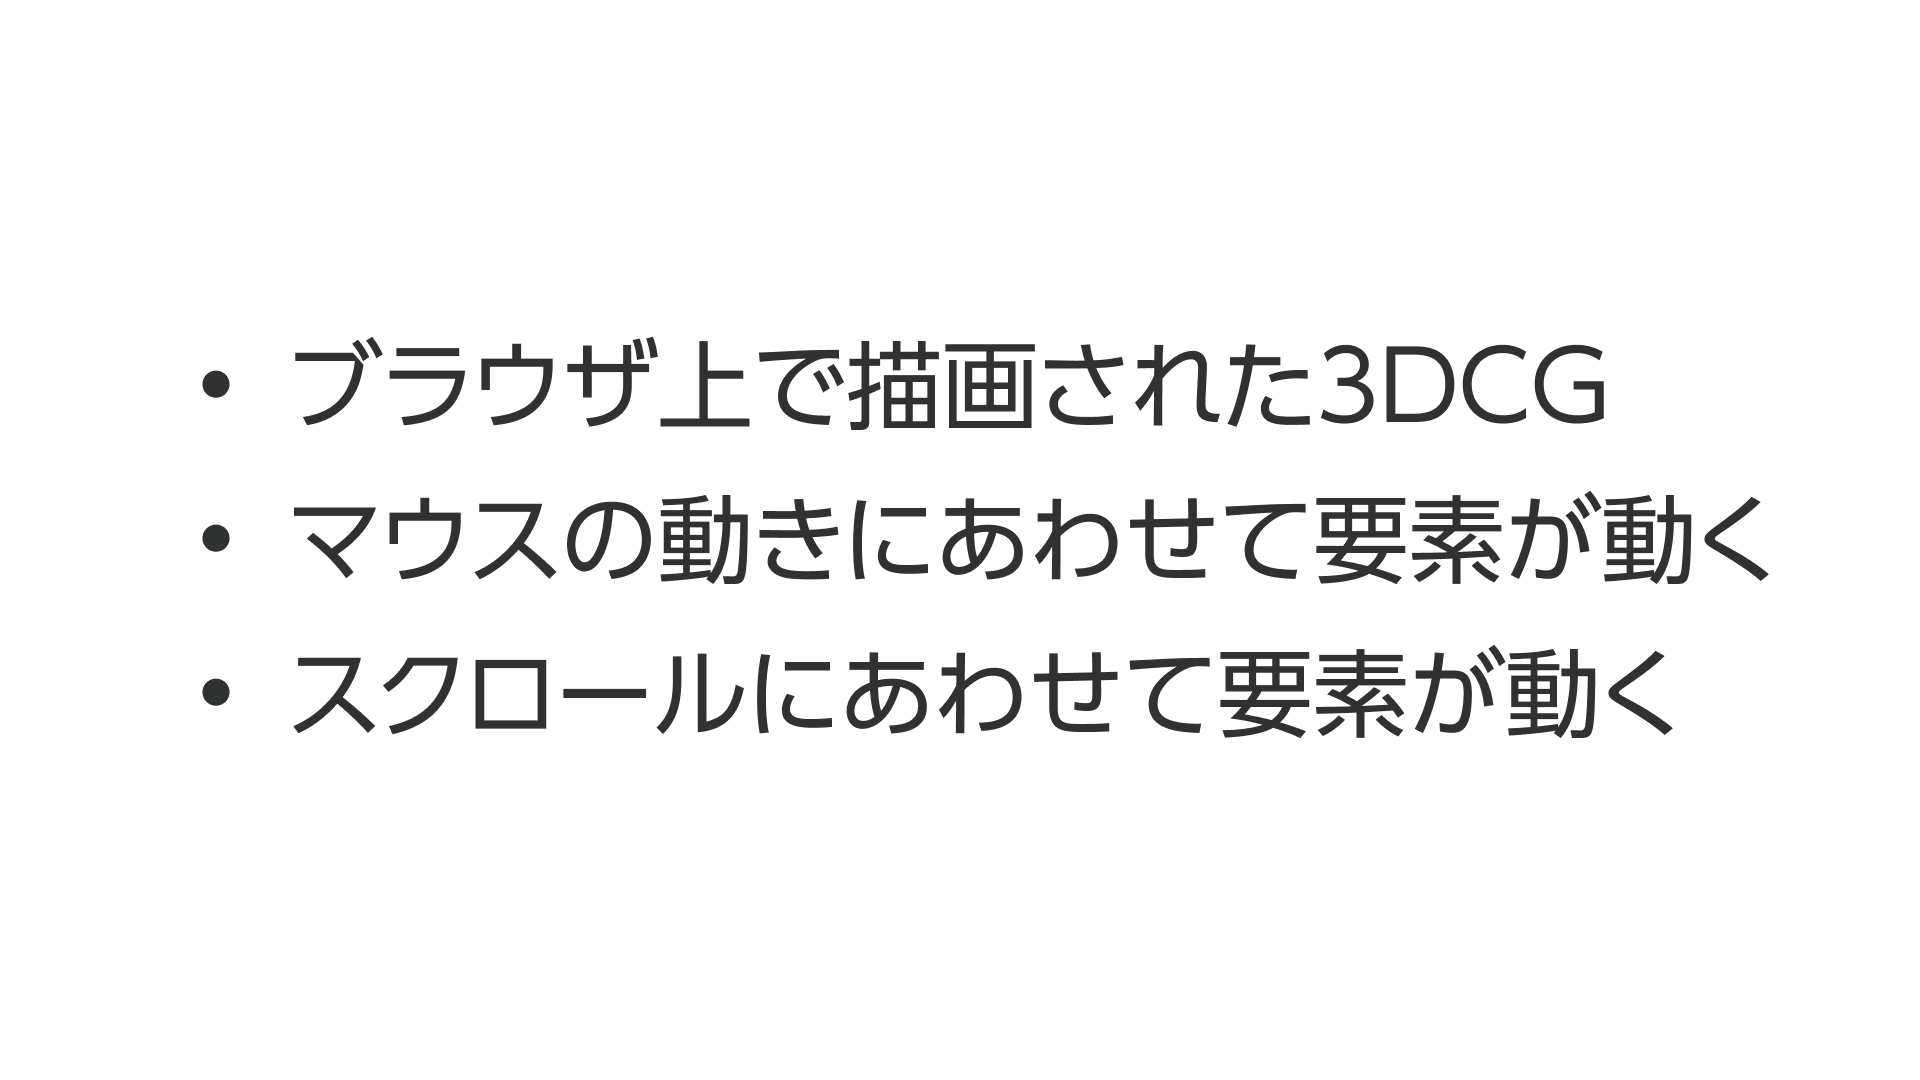 • ブラウザ上で描画された3DCG
• マウスの動きにあわせて要素が動く
• スクロールにあわせて要素が動く